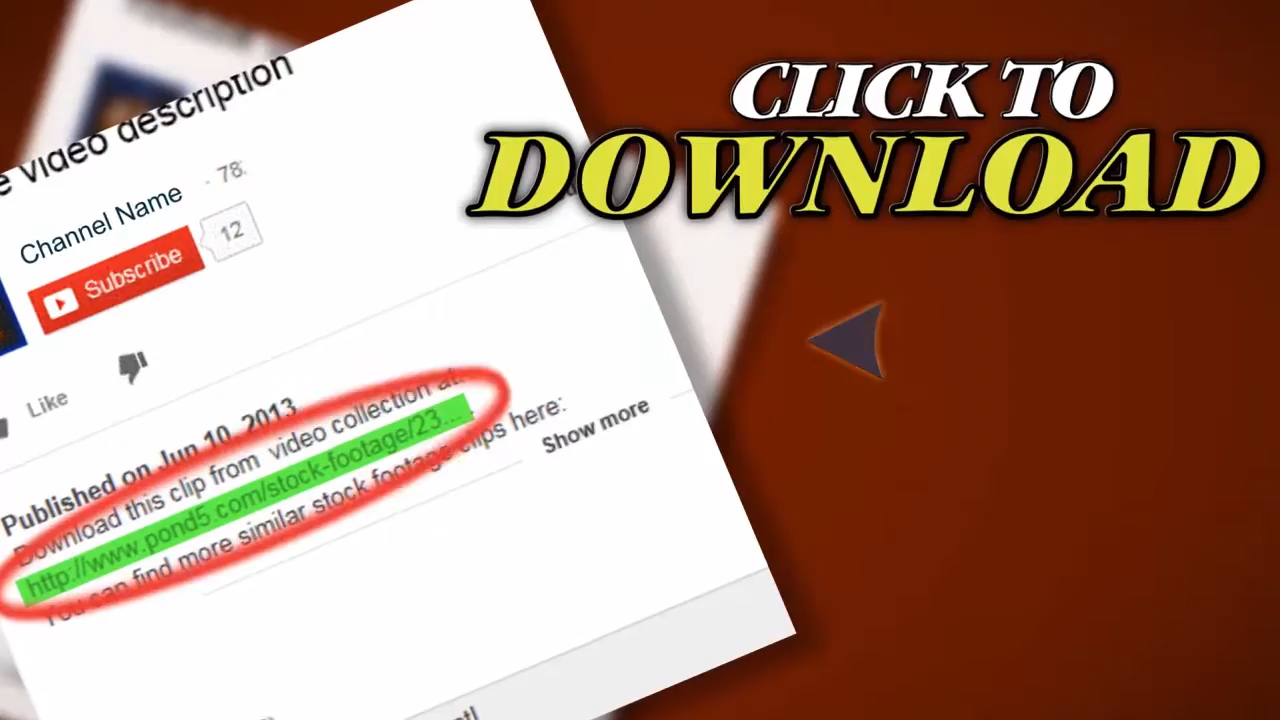 CLICK TO
DOWNLOAD
video description
Channel Name
Subscribe
12
Like
Published on Jun 10, 2013
Download this clip from video collection at:
http://www.pond5.com/stock-footage/23...
You can find more similar stock footage clips here:
Show more